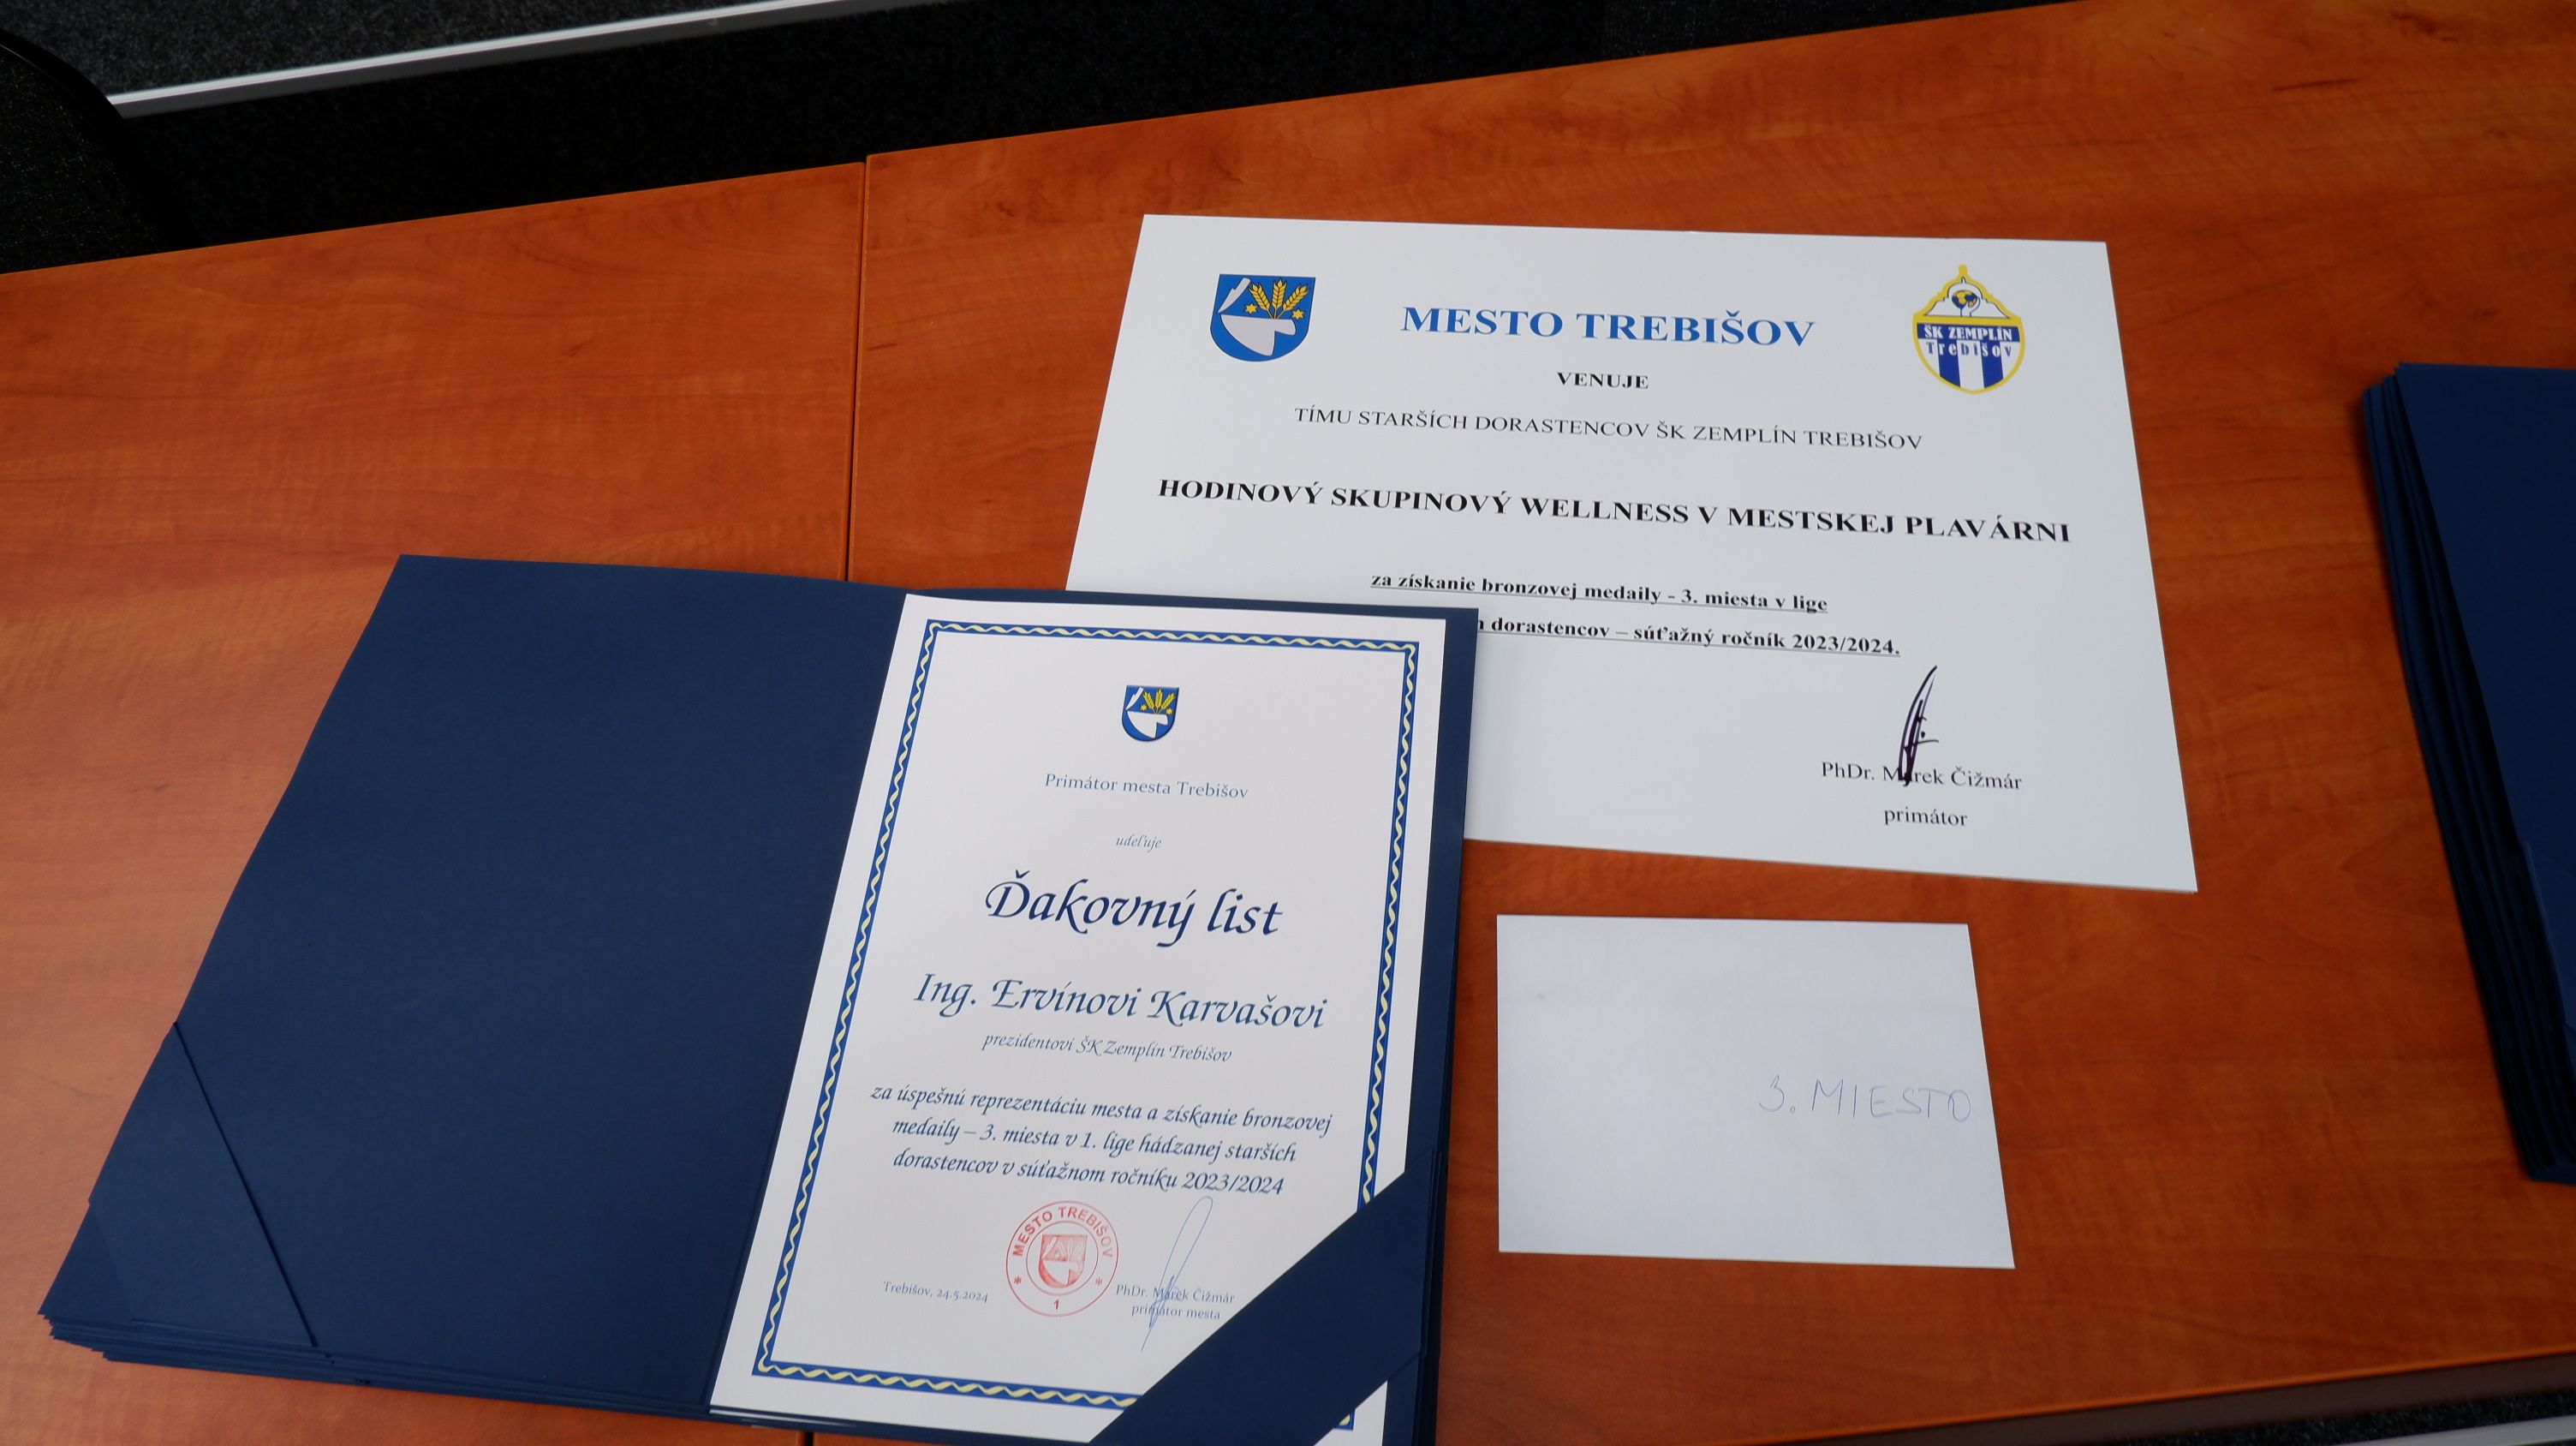 MESTO TREBIŠOV
ŠK ZEMPLÍN
Trebišov
VENUJE
TÍMU STARŠÍCH DORASTENCOV ŠK ZEMPLÍN TREBIŠOV
HODINOVÝ SKUPINOVÝ WELLNESS V MESTSKEJ PLAVÁRNI
za získanie bronzovej medaily - 3. miesta v lige
dorastencov – súťažný ročník 2023/2024.
PhDr. Marek Čižmár
primátor
Primátor mesta Trebišov
udeľuje
Ďakovný list
Ing. Ervínovi Karvašovi
prezidentovi ŠK Zemplín Trebišov
za úspešnú reprezentáciu mesta a získanie bronzovej
medaily – 3. miesta v 1. lige hádzanej starších
dorastencov v súťažnom ročníku 2023/2024
MESTO TREBIŠOV
1
Trebišov, 24.5.2024
PhDr. Marek Čižmár
primátor mesta
3. MIESTO